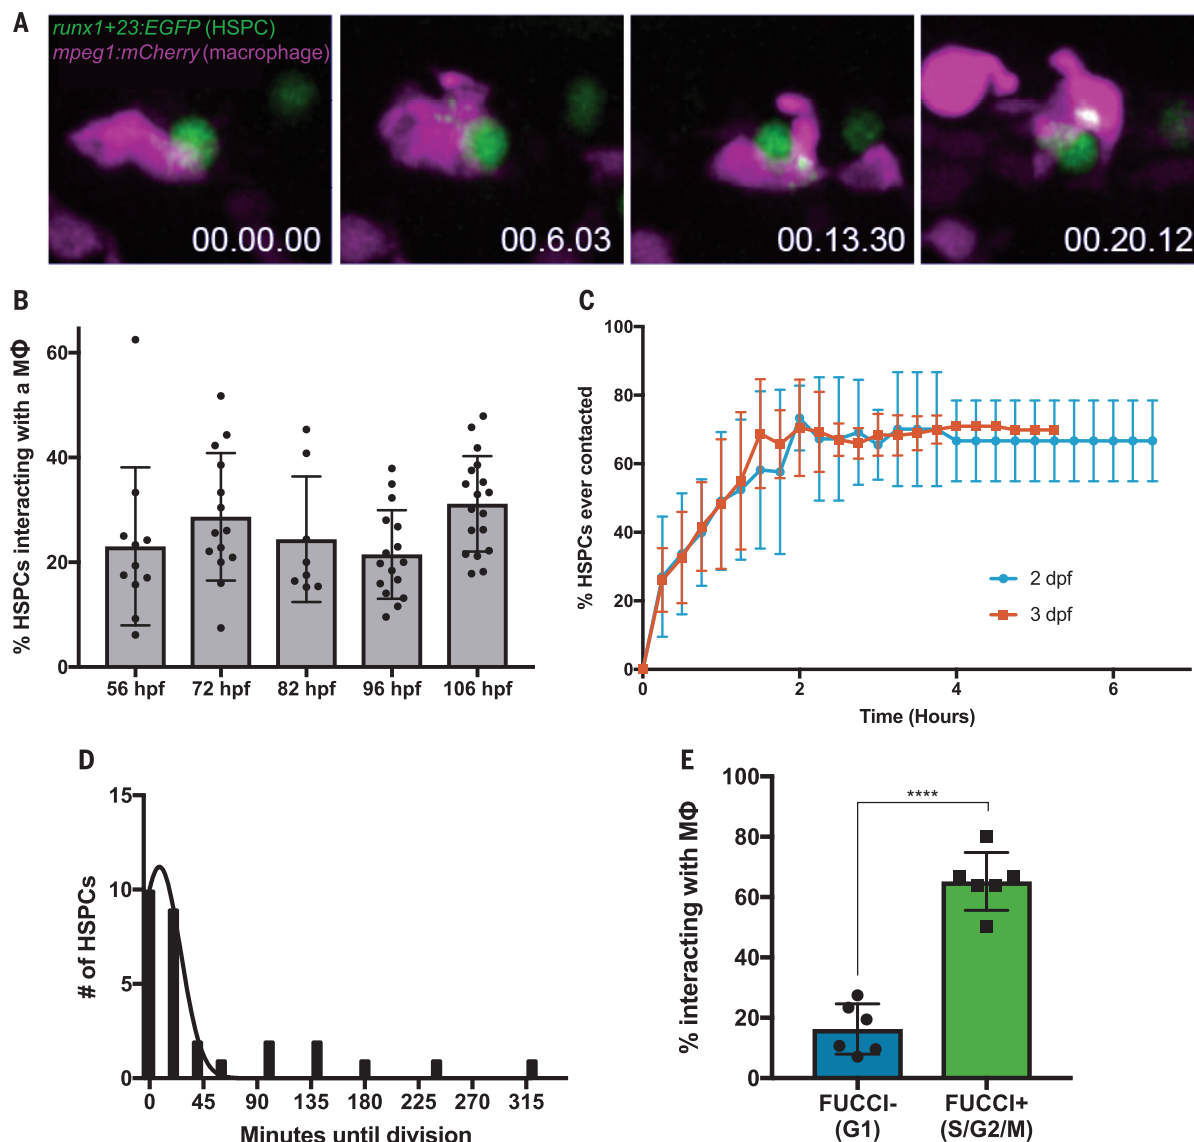 A
runx1+23:EGFP (HSPC)
mpeg1:mCherry (macrophage)
00.00.00
00.6.03
00.13.30
00.20.12
B
% HSPCs interacting with a MΦ
60
40
20
0
56 hpf
72 hpf
82 hpf
96 hpf
106 hpf
C
% HSPCs ever contacted
100
80
60
40
20
0
2 dpf
3 dpf
0
2
4
6
Time (Hours)
D
# of HSPCs
15
10
5
0
0
45
90
135
180
225
270
315
Minutes until division
E
% interacting with MΦ
100
80
60
40
20
0
****
FUCCI-
(G1)
FUCCI+
(S/G2/M)